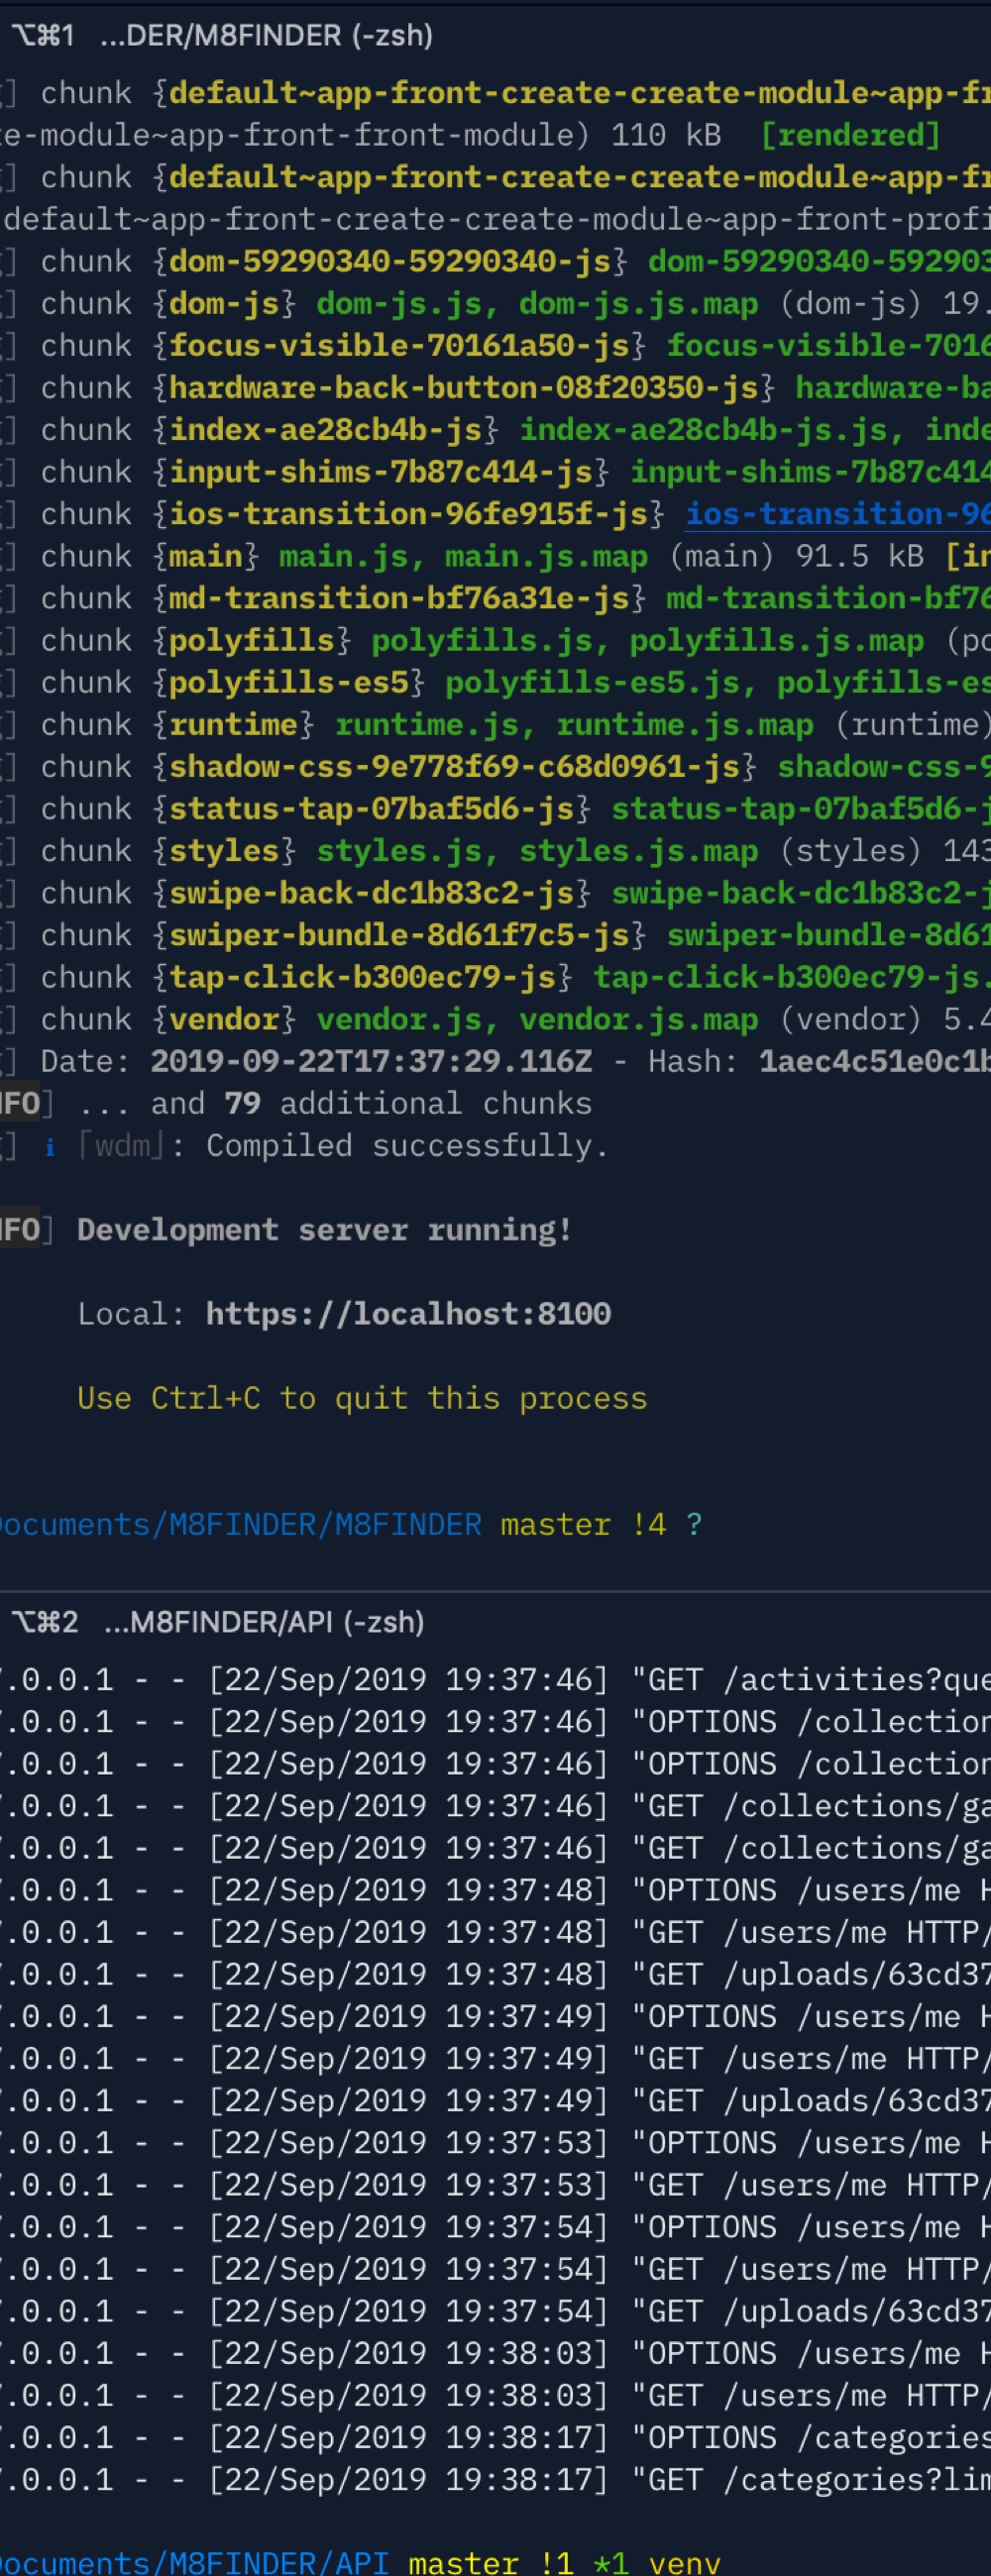 ⌥⌘1 ...DER/M8FINDER (-zsh)
] chunk {default~app-front-create-create-module~app-fr
e-module~app-front-front-module) 110 kB [rendered]
] chunk {default~app-front-create-create-module~app-fr
default~app-front-create-create-module~app-front-profi
] chunk {dom-59290340-59290340-js} dom-59290340-592903
] chunk {dom-js} dom-js.js, dom-js.js.map (dom-js) 19.
] chunk {focus-visible-70161a50-js} focus-visible-7016
] chunk {hardware-back-button-08f20350-js} hardware-ba
] chunk {index-ae28cb4b-js} index-ae28cb4b-js.js, inde
] chunk {input-shims-7b87c414-js} input-shims-7b87c414
] chunk {ios-transition-96fe915f-js} ios-transition-96
] chunk {main} main.js, main.js.map (main) 91.5 kB [in
] chunk {md-transition-bf76a31e-js} md-transition-bf76
] chunk {polyfills} polyfills.js, polyfills.js.map (po
] chunk {polyfills-es5} polyfills-es5.js, polyfills-es
] chunk {runtime} runtime.js, runtime.js.map (runtime)
] chunk {shadow-css-9e778f69-c68d0961-js} shadow-css-9
] chunk {status-tap-07baf5d6-js} status-tap-07baf5d6-j
] chunk {styles} styles.js, styles.js.map (styles) 143
] chunk {swipe-back-dc1b83c2-js} swipe-back-dc1b83c2-j
] chunk {swiper-bundle-8d61f7c5-js} swiper-bundle-8d61
] chunk {tap-click-b300ec79-js} tap-click-b300ec79-js.
] chunk {vendor} vendor.js, vendor.js.map (vendor) 5.4
] Date: 2019-09-22T17:37:29.116Z - Hash: 1aec4c51e0c1b
FO] ... and 79 additional chunks
] ℹ ｢wdm｣: Compiled successfully.
FO] Development server running!
Local: https://localhost:8100
Use Ctrl+C to quit this process
ocuments/M8FINDER/M8FINDER master !4 ?
⌥⌘2 ...M8FINDER/API (-zsh)
.0.0.1 - - [22/Sep/2019 19:37:46] "GET /activities?que
.0.0.1 - - [22/Sep/2019 19:37:46] "OPTIONS /collection
.0.0.1 - - [22/Sep/2019 19:37:46] "OPTIONS /collection
.0.0.1 - - [22/Sep/2019 19:37:46] "GET /collections/ga
.0.0.1 - - [22/Sep/2019 19:37:46] "GET /collections/ga
.0.0.1 - - [22/Sep/2019 19:37:48] "OPTIONS /users/me H
.0.0.1 - - [22/Sep/2019 19:37:48] "GET /users/me HTTP/
.0.0.1 - - [22/Sep/2019 19:37:48] "GET /uploads/63cd37
.0.0.1 - - [22/Sep/2019 19:37:49] "OPTIONS /users/me H
.0.0.1 - - [22/Sep/2019 19:37:49] "GET /users/me HTTP/
.0.0.1 - - [22/Sep/2019 19:37:49] "GET /uploads/63cd37
.0.0.1 - - [22/Sep/2019 19:37:53] "OPTIONS /users/me H
.0.0.1 - - [22/Sep/2019 19:37:53] "GET /users/me HTTP/
.0.0.1 - - [22/Sep/2019 19:37:54] "OPTIONS /users/me H
.0.0.1 - - [22/Sep/2019 19:37:54] "GET /users/me HTTP/
.0.0.1 - - [22/Sep/2019 19:37:54] "GET /uploads/63cd37
.0.0.1 - - [22/Sep/2019 19:38:03] "OPTIONS /users/me H
.0.0.1 - - [22/Sep/2019 19:38:03] "GET /users/me HTTP/
.0.0.1 - - [22/Sep/2019 19:38:17] "OPTIONS /categories
.0.0.1 - - [22/Sep/2019 19:38:17] "GET /categories?lim
ocuments/M8FINDER/API master !1 *1 venv